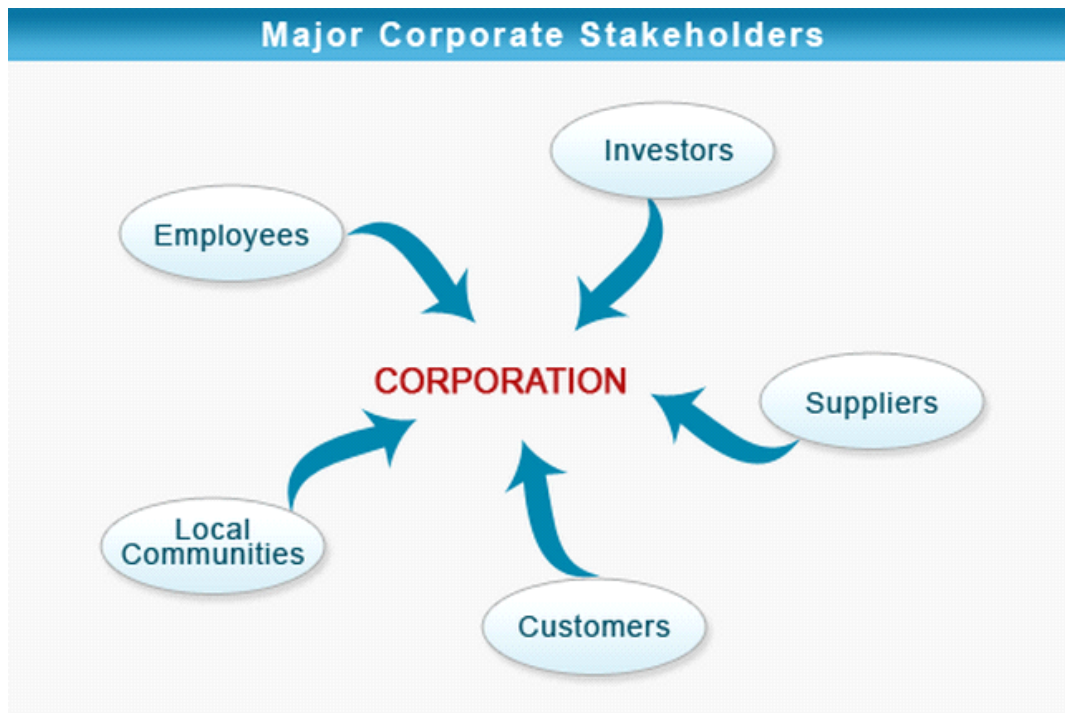 Major Corporate Stakeholders
Investors
Employees
CORPORATION
Suppliers
Local
Communities
Customers